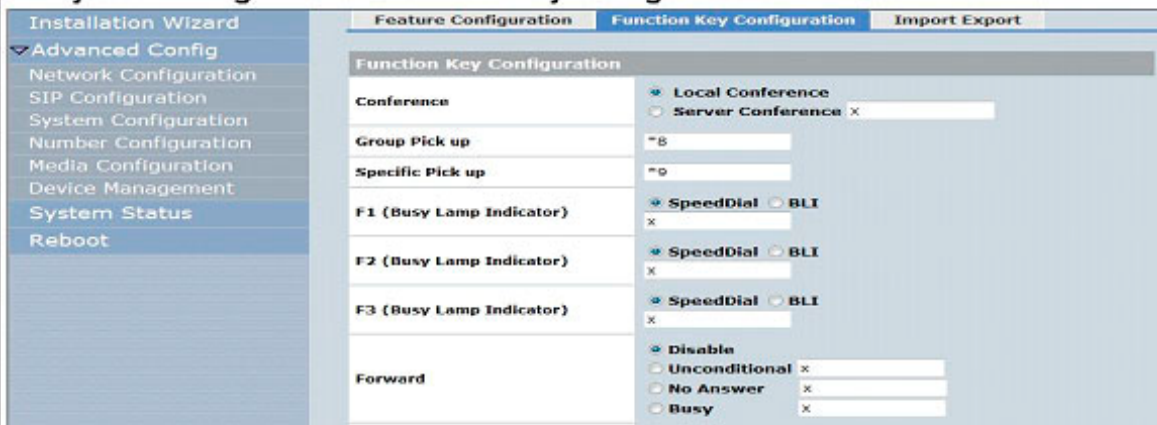 Installation Wizard
Advanced Config
Network Configuration
SIP Configuration
System Configuration
Number Configuration
Media Configuration
Device Management
System Status
Reboot
Feature Configuration Function Key Configuration Import Export
Function Key Configuration
Conference
Local Conference
Server Conference x
Group Pick up *8
Specific Pick up *9
F1 (Busy Lamp Indicator)
SpeedDial BLI
x
F2 (Busy Lamp Indicator)
SpeedDial BLI
x
F3 (Busy Lamp Indicator)
SpeedDial BLI
x
Forward
Disable
Unconditional x
No Answer x
Busy x